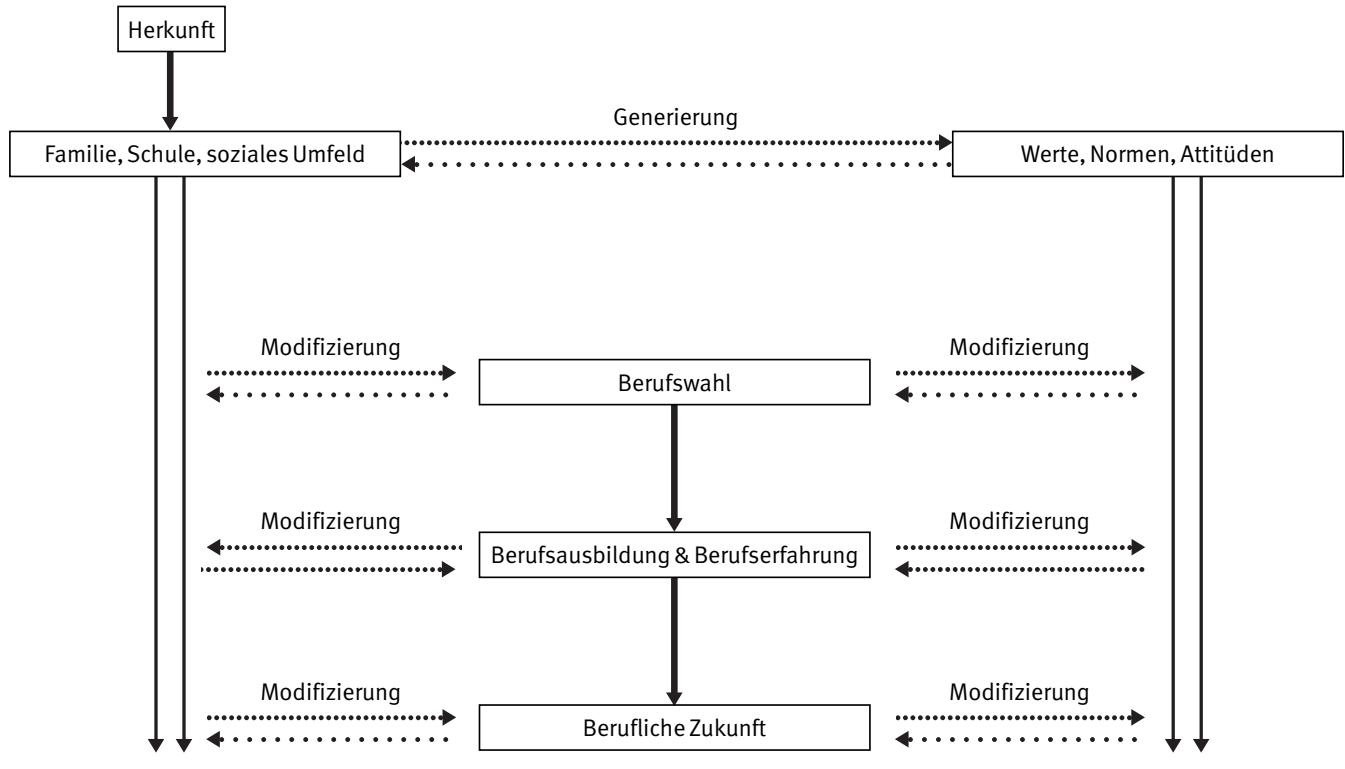 Herkunft
Generierung
Familie, Schule, soziales Umfeld
Werte, Normen, Attitüden
Modifizierung
Modifizierung
Berufswahl
Modifizierung
Modifizierung
Berufsausbildung & Berufserfahrung
Modifizierung
Modifizierung
Berufliche Zukunft